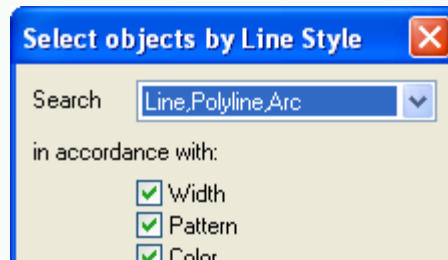 Select objects by Line Style
Search Line,Polyline,Arc
in accordance with:
Width
Pattern
Color